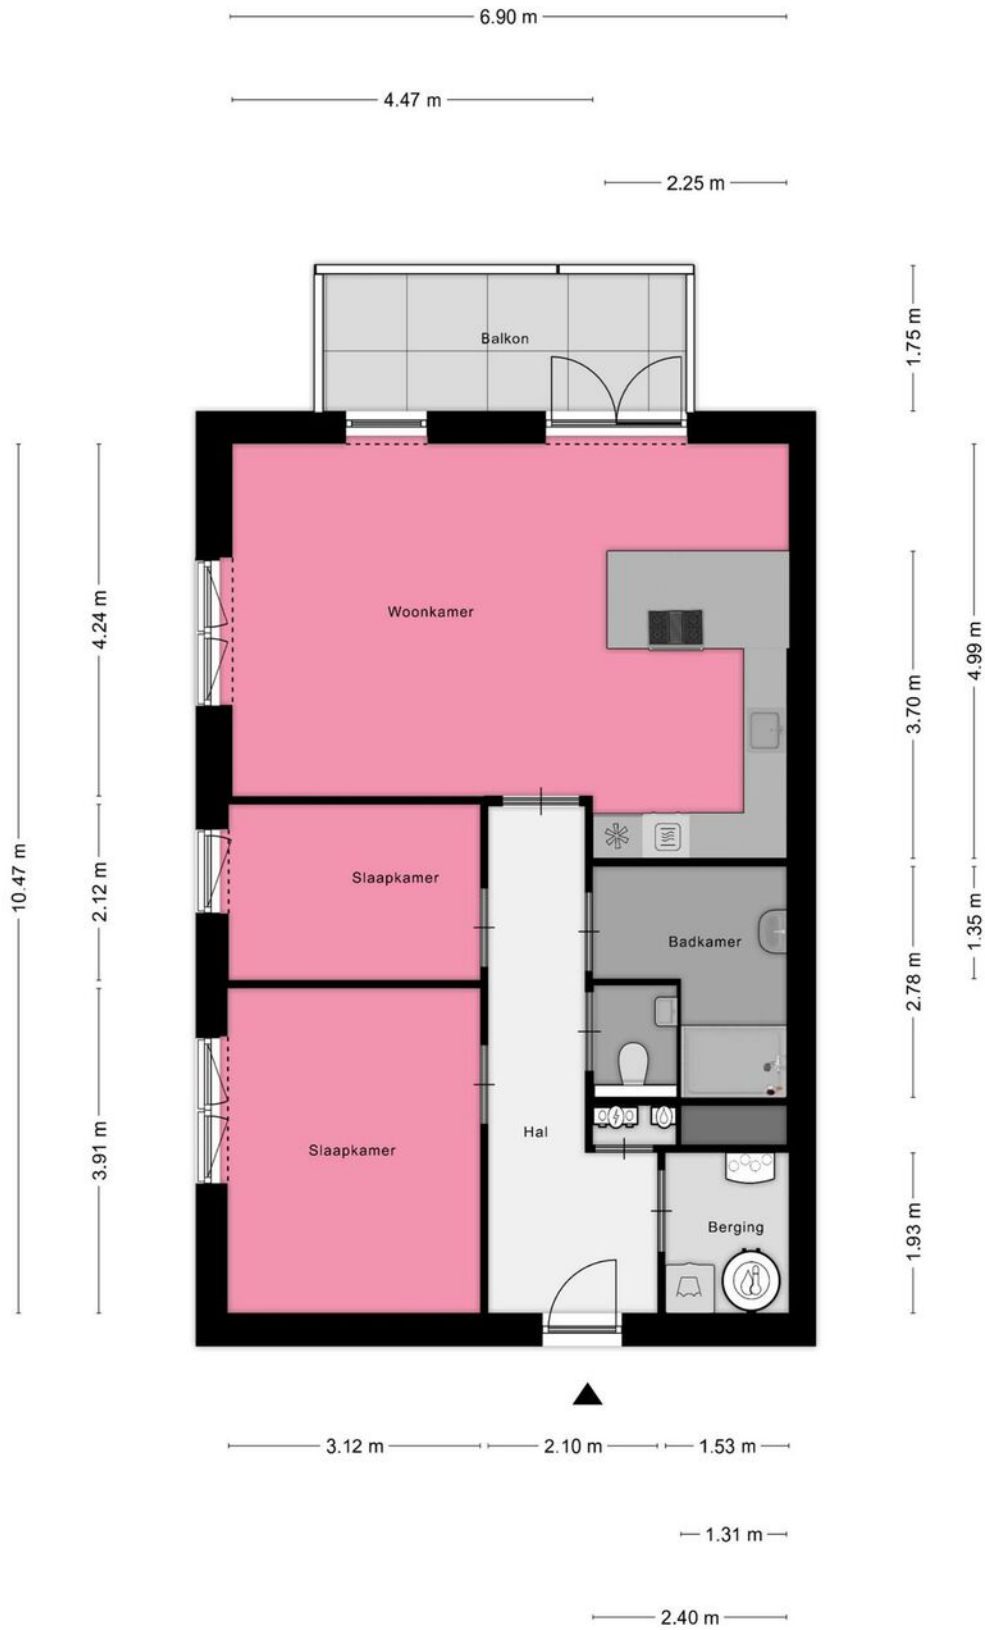 6.90 m
4.47 m
2.25 m
1.75 m
Balkon
4.24 m
Woonkamer
4.99 m
3.70 m
10.47 m
2.12 m
Slaapkamer
1.35 m
Badkamer
2.78 m
3.91 m
Hal
Slaapkamer
1.93 m
Berging
3.12 m
2.10 m
1.53 m
1.31 m
2.40 m